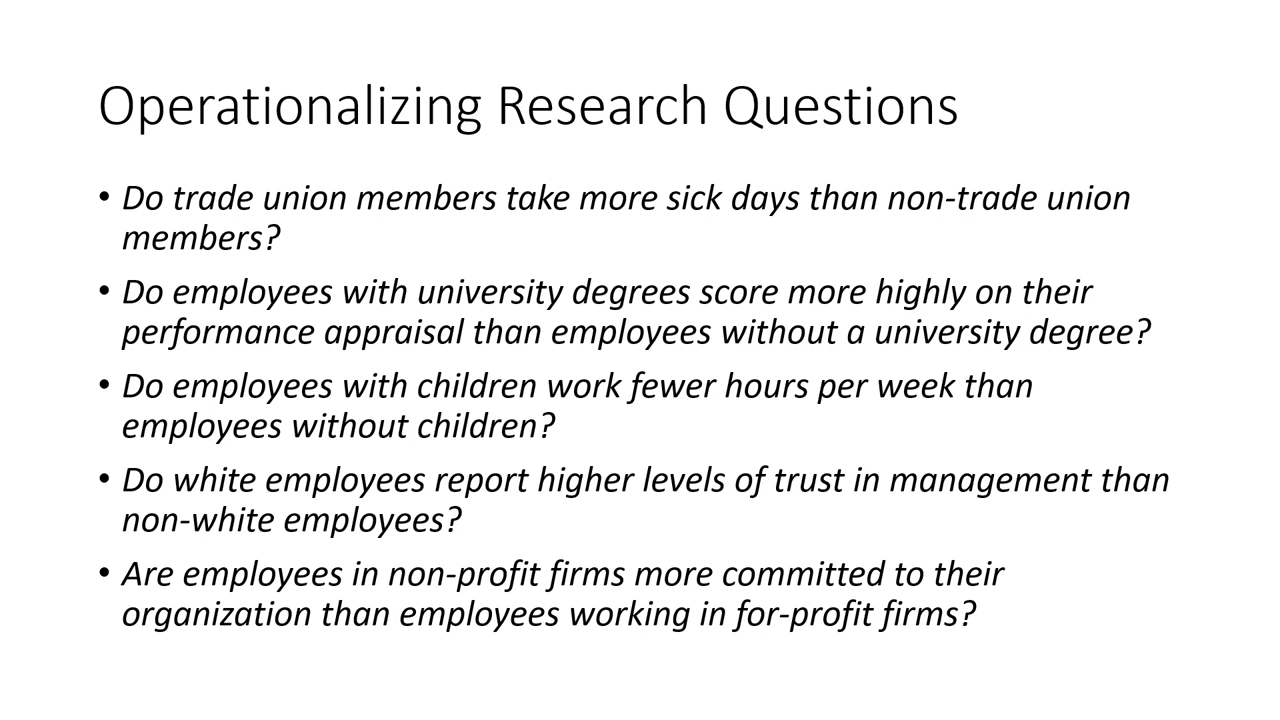 Operationalizing Research Questions
• Do trade union members take more sick days than non-trade union
members?
• Do employees with university degrees score more highly on their
performance appraisal than employees without a university degree?
• Do employees with children work fewer hours per week than
employees without children?
• Do white employees report higher levels of trust in management than
non-white employees?
• Are employees in non-profit firms more committed to their
organization than employees working in for-profit firms?